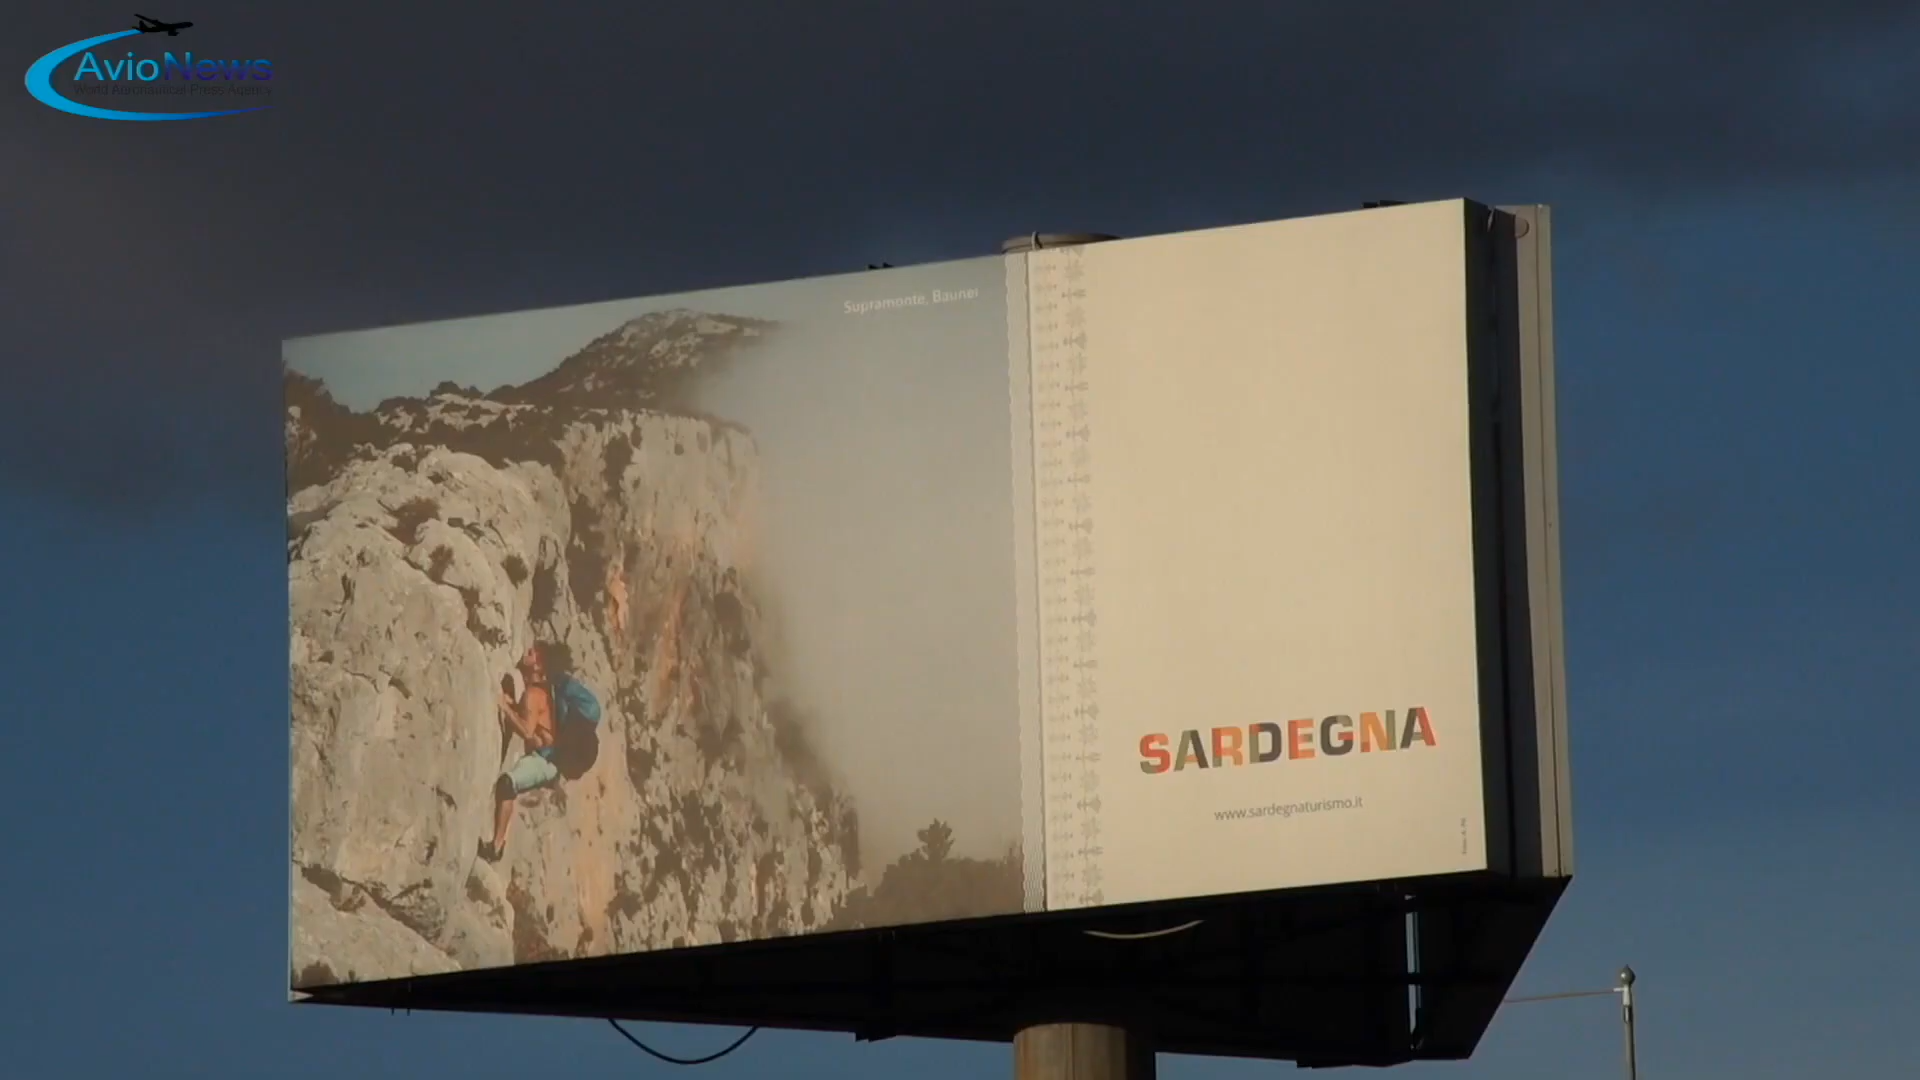 AvioNews
World Aeronautical Press Agency
Supramonte, Baunei
SARDEGNA
www.sardegnaturismo.it